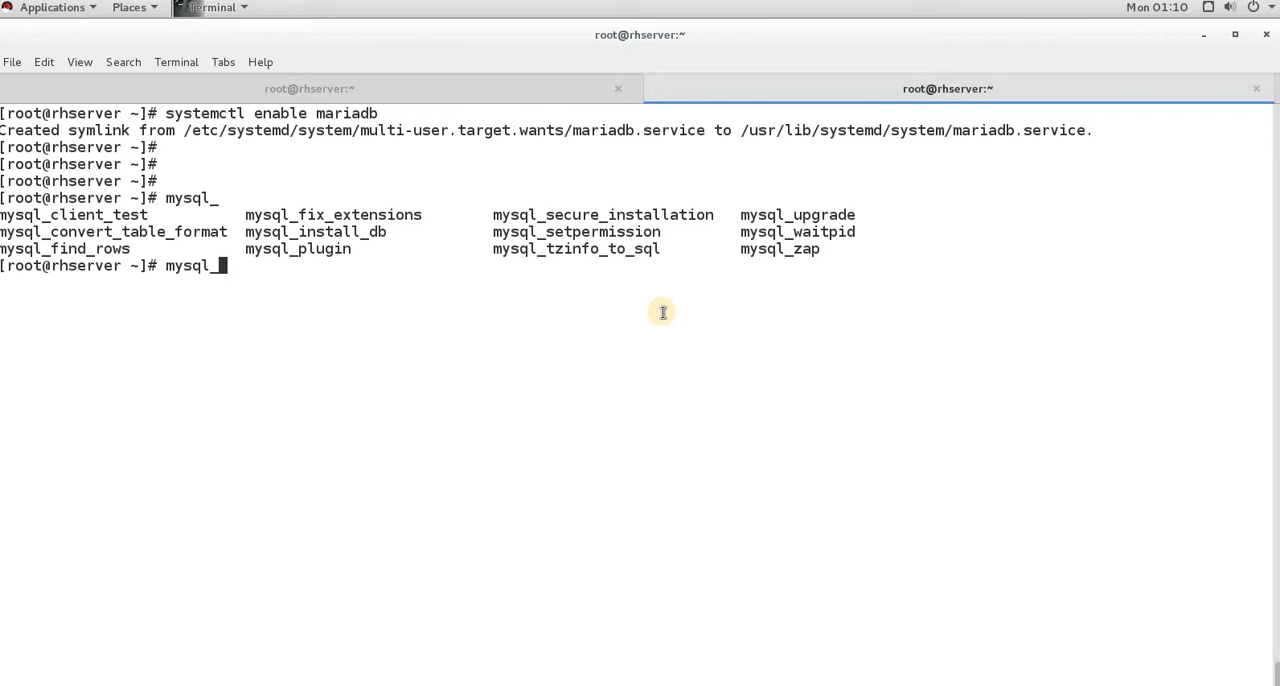 Applications Places Terminal Mon 01:10
root@rhserver:~
File Edit View Search Terminal Tabs Help
root@rhserver:~ × root@rhserver:~ ×
[root@rhserver ~]# systemctl enable mariadb
Created symlink from /etc/systemd/system/multi-user.target.wants/mariadb.service to /usr/lib/systemd/system/mariadb.service.
[root@rhserver ~]#
[root@rhserver ~]#
[root@rhserver ~]#
[root@rhserver ~]# mysql_
mysql_client_test mysql_fix_extensions mysql_secure_installation mysql_upgrade
mysql_convert_table_format mysql_install_db mysql_setpermission mysql_waitpid
mysql_find_rows mysql_plugin mysql_tzinfo_to_sql mysql_zap
[root@rhserver ~]# mysql_